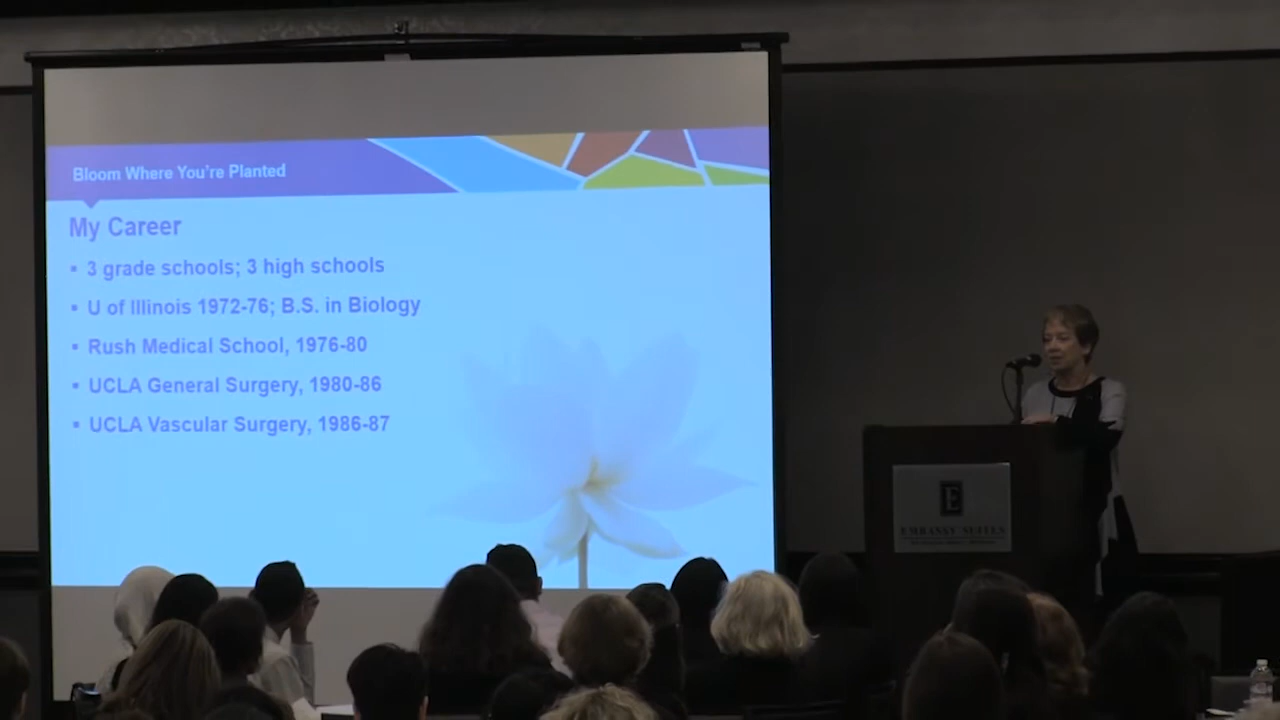 Bloom Where You're Planted
My Career
▪ 3 grade schools; 3 high schools
▪ U of Illinois 1972-76; B.S. in Biology
▪ Rush Medical School, 1976-80
▪ UCLA General Surgery, 1980-86
▪ UCLA Vascular Surgery, 1986-87
E
EMBASSY SUITES